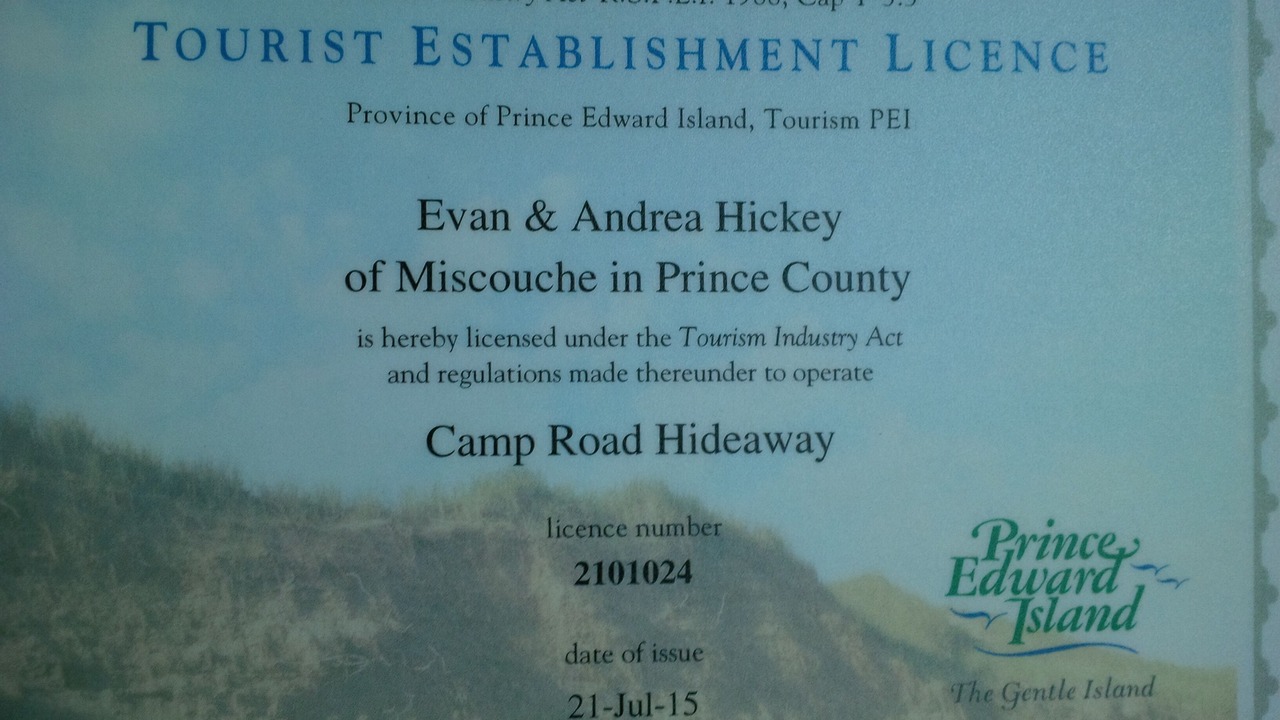 TOURIST ESTABLISHMENT LICENCE
Province of Prince Edward Island, Tourism PEI
Evan & Andrea Hickey
of Miscouche in Prince County
is hereby licensed under the Tourism Industry Act
and regulations made thereunder to operate
Camp Road Hideaway
licence number
2101024
date of issue
21-Jul-15
Prince
Edward
Island
The Gentle Island